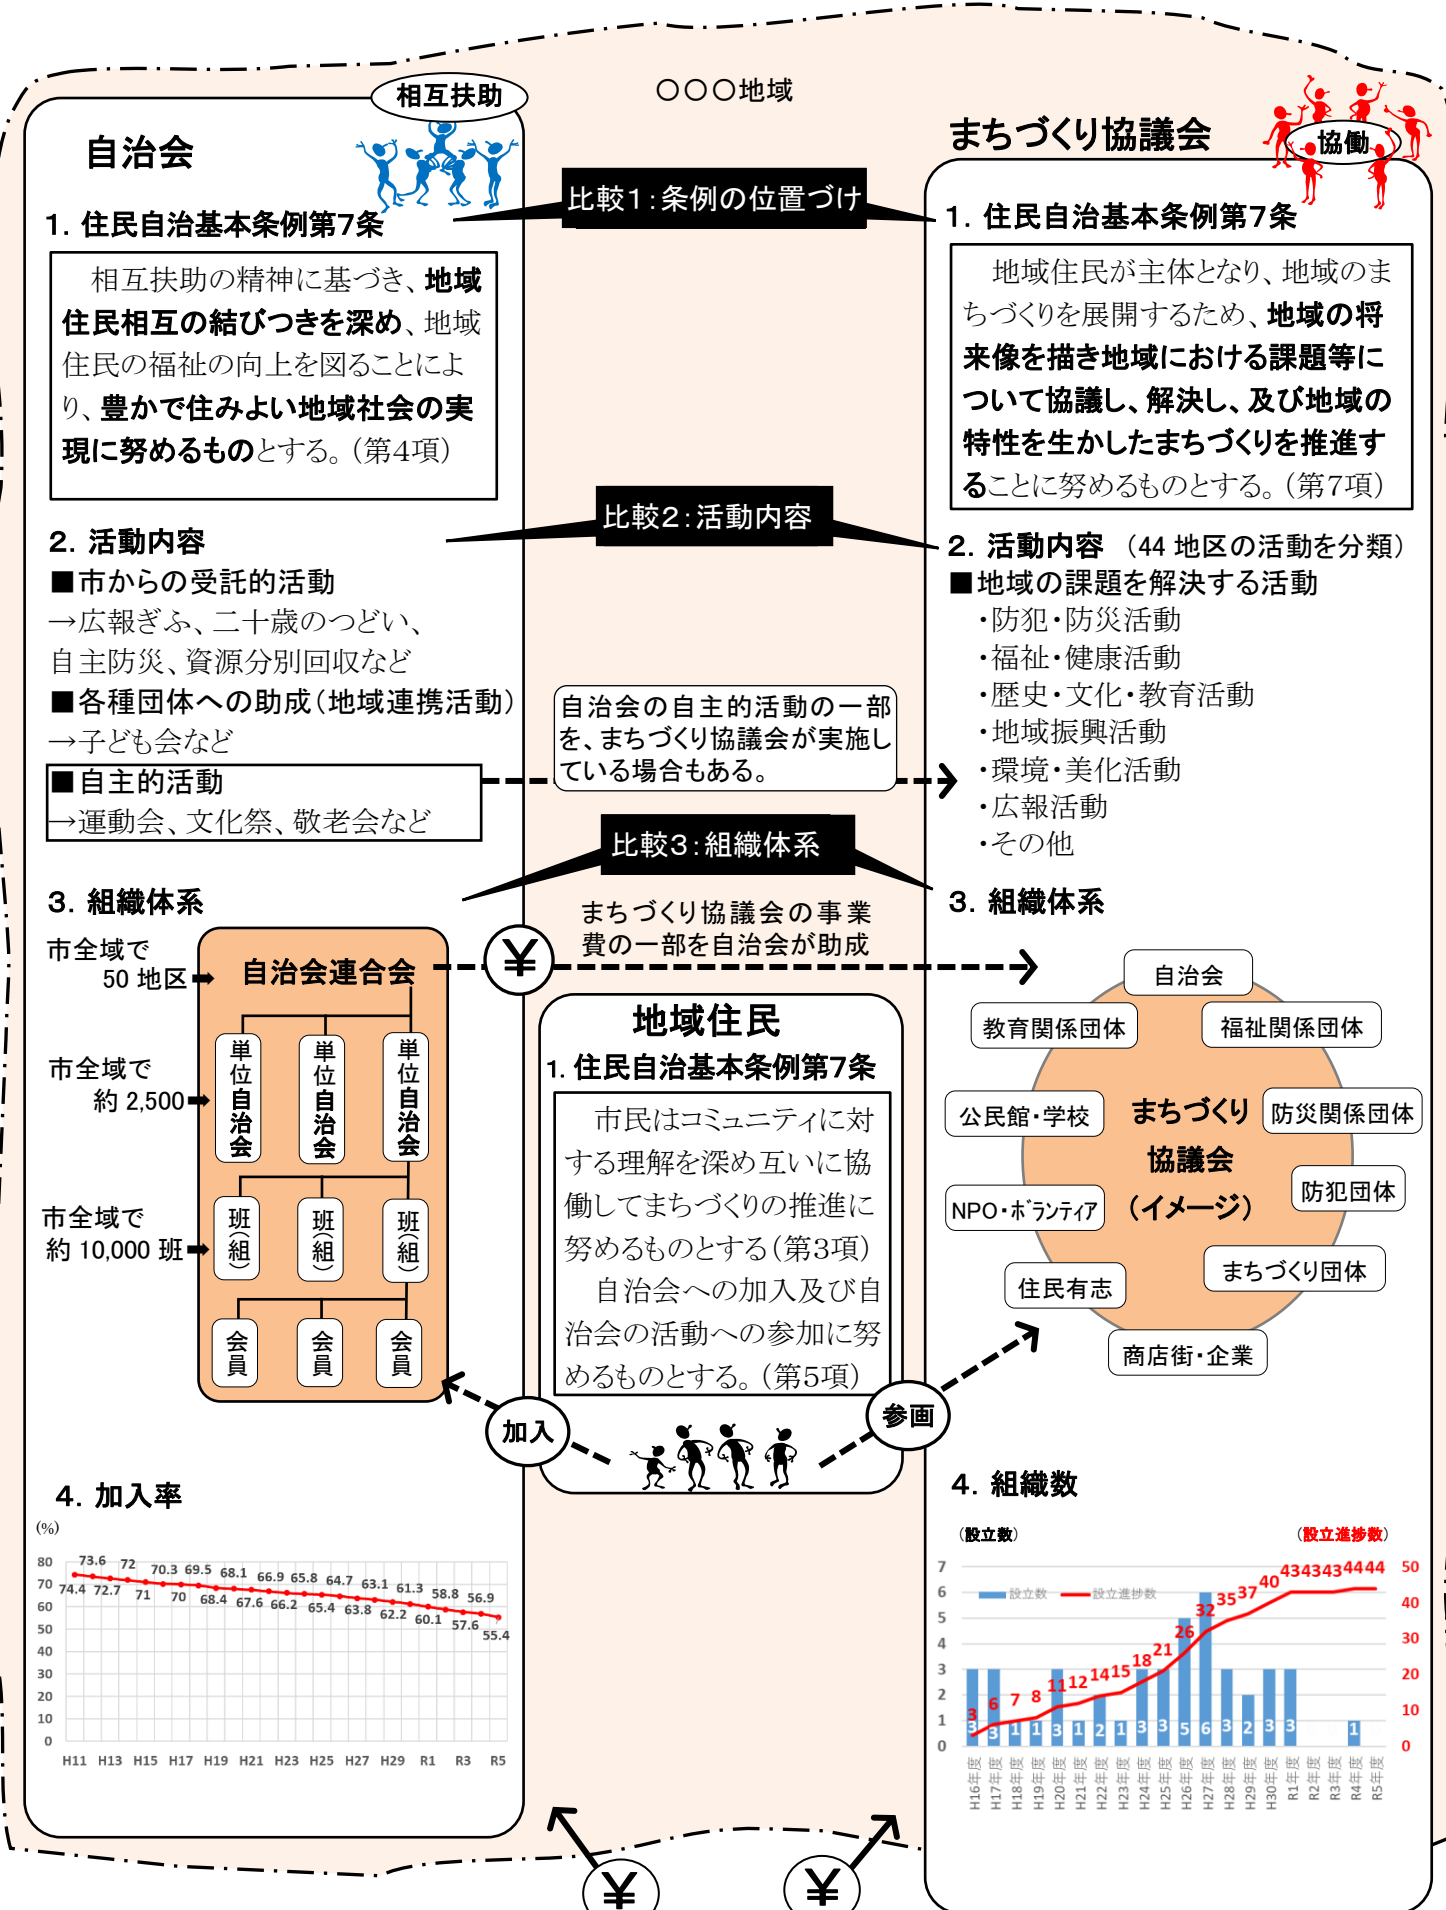 〇〇〇地域
相互扶助
自治会
1．住民自治基本条例第7条
相互扶助の精神に基づき、地域
住民相互の結びつきを深め、地域
住民の福祉の向上を図ることによ
り、豊かで住みよい地域社会の実
現に努めるものとする。（第4項）
2．活動内容
■市からの受託的活動
→広報ぎふ、二十歳のつどい、
自主防災、資源分別回収など
■各種団体への助成（地域連携活動）
→子ども会など
■自主的活動
→運動会、文化祭、敬老会など
3．組織体系
市全域で
50 地区
自治会連合会
市全域で
約 2,500
単位自治会
単位自治会
単位自治会
市全域で
約 10,000 班
班（組）
班（組）
班（組）
会員
会員
会員
4．加入率
(%)
80
70
60
50
40
30
20
10
0
74.4
73.6
72.7
72
71
70.3
70
69.5
68.4
68.1
67.6
66.9
66.2
65.8
65.4
64.7
63.8
63.1
62.2
61.3
60.1
58.8
57.6
56.9
55.4
H11 H13 H15 H17 H19 H21 H23 H25 H27 H29 R1 R3 R5
比較1：条例の位置づけ
比較2：活動内容
自治会の自主的活動の一部
を、まちづくり協議会が実施し
ている場合もある。
比較3：組織体系
まちづくり協議会の事業
費の一部を自治会が助成
¥
地域住民
1．住民自治基本条例第7条
市民はコミュニティに対
する理解を深め互いに協
働してまちづくりの推進に
努めるものとする（第3項）
自治会への加入及び自
治会の活動への参加に努
めるものとする。（第5項）
加入
参画
まちづくり協議会
協働
1．住民自治基本条例第7条
地域住民が主体となり、地域のま
ちづくりを展開するため、地域の将
来像を描き地域における課題等に
ついて協議し、解決し、及び地域の
特性を生かしたまちづくりを推進す
ることに努めるものとする。（第7項）
2．活動内容（44 地区の活動を分類）
■地域の課題を解決する活動
・防犯・防災活動
・福祉・健康活動
・歴史・文化・教育活動
・地域振興活動
・環境・美化活動
・広報活動
・その他
3．組織体系
自治会
教育関係団体
福祉関係団体
公民館・学校
防災関係団体
まちづくり
協議会
（イメージ）
防犯団体
NPO・ボランティア
まちづくり団体
住民有志
商店街・企業
4．組織数
（設立数）
（設立進捗数）
設立数
設立進捗数
7
6
5
4
3
2
1
0
50
40
30
20
10
0
3 6 7 8 11 12 14 15 18 21 26 32 35 37 40 43 43 43 44 44
3 3 1 1 3 1 2 1 3 3 5 6 3 2 3 3 1
H16年度 H17年度 H18年度 H19年度 H20年度 H21年度 H22年度 H23年度 H24年度 H25年度 H26年度 H27年度 H28年度 H29年度 H30年度 R1年度 R2年度 R3年度 R4年度 R5年度
¥
¥